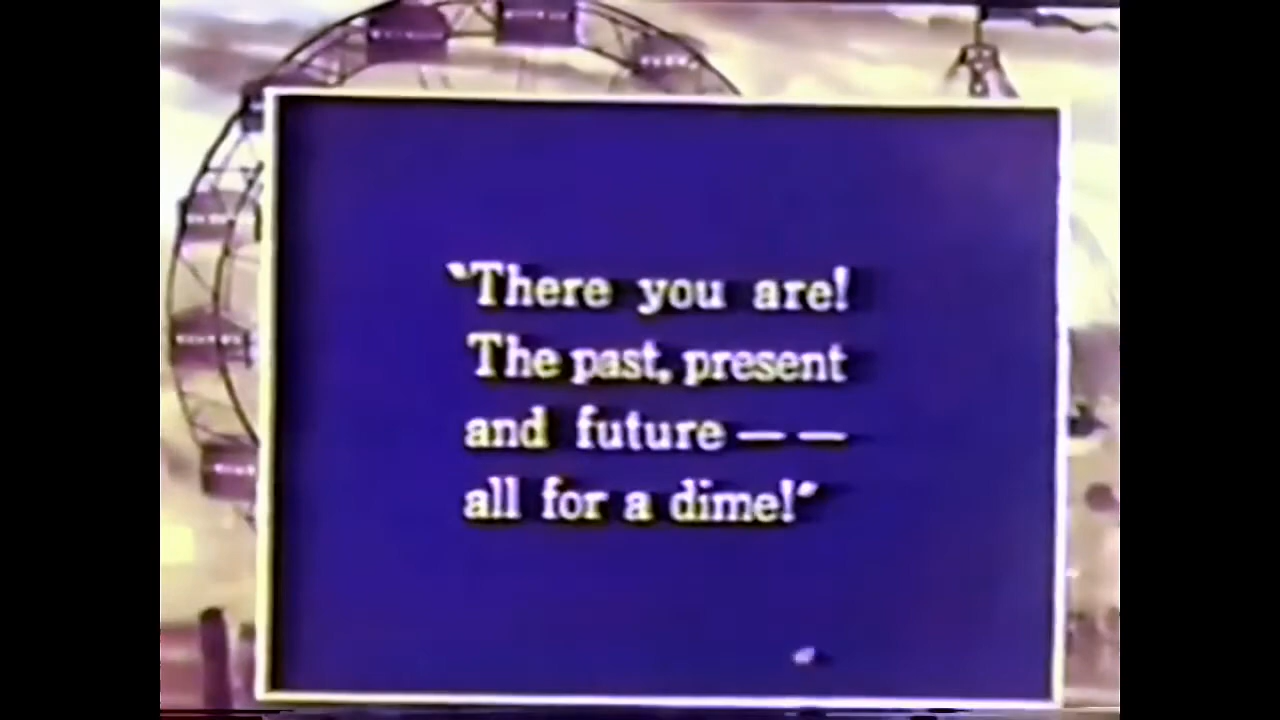 “There you are!
The past, present
and future — —
all for a dime!”